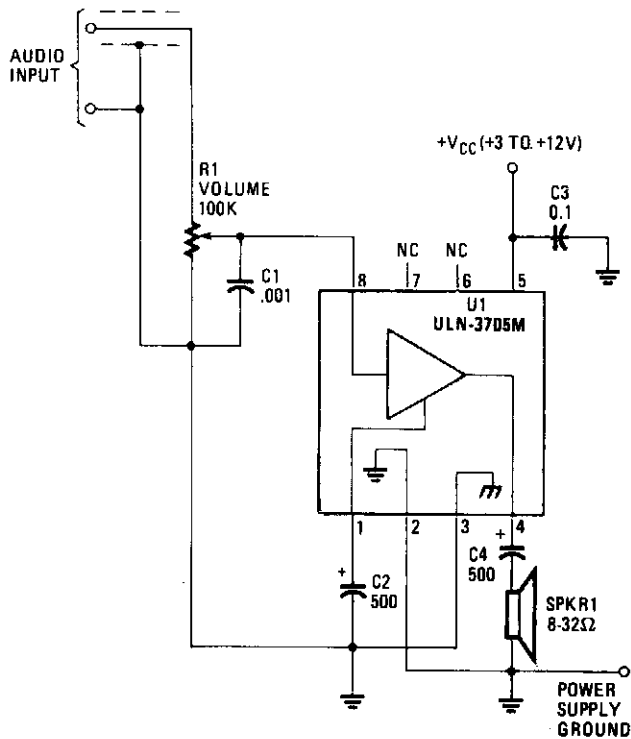 AUDIO
INPUT
+VCC (+3 TO +12V)
R1
VOLUME
100K
C3
0.1
NC
NC
C1
.001
8
7
6
5
U1
ULN-3705M
1
2
3
4
+
C2
500
+
C4
500
SPKR1
8-32Ω
POWER
SUPPLY
GROUND